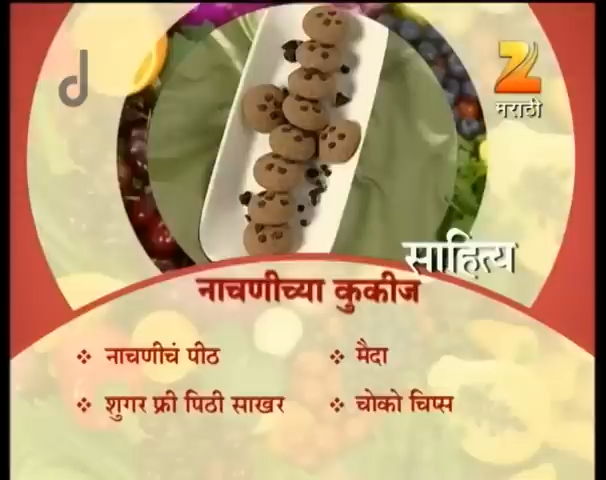 d
मराठी
साहित्य
नाचणीच्या कुकीज
❖ नाचणीचं पीठ
❖ मैदा
❖ शुगर फ्री पिठी साखर
❖ चोको चिप्स